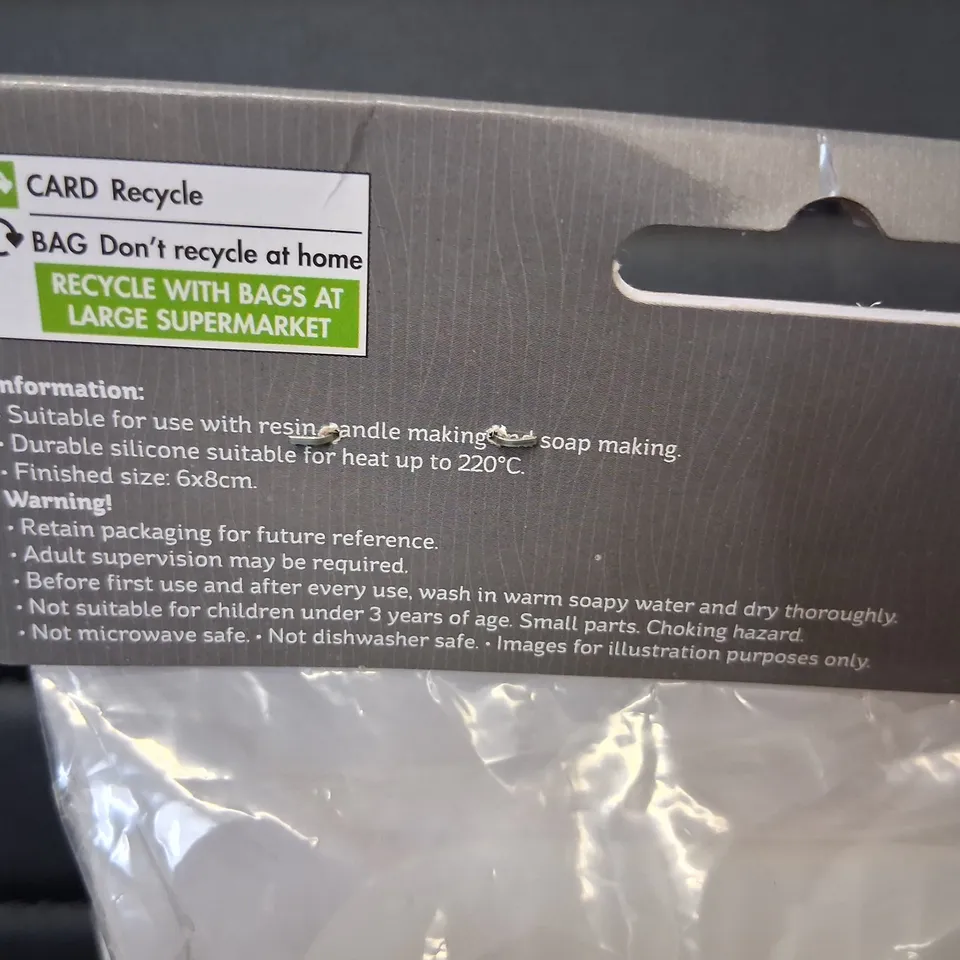 CARD Recycle
BAG Don't recycle at home
RECYCLE WITH BAGS AT
LARGE SUPERMARKET
nformation:
Suitable for use with resin, andle making and soap making.
• Durable silicone suitable for heat up to 220°C.
• Finished size: 6x8cm.
Warning!
• Retain packaging for future reference.
• Adult supervision may be required.
• Before first use and after every use, wash in warm soapy water and dry thoroughly.
• Not suitable for children under 3 years of age. Small parts. Choking hazard.
• Not microwave safe. • Not dishwasher safe. • Images for illustration purposes only.